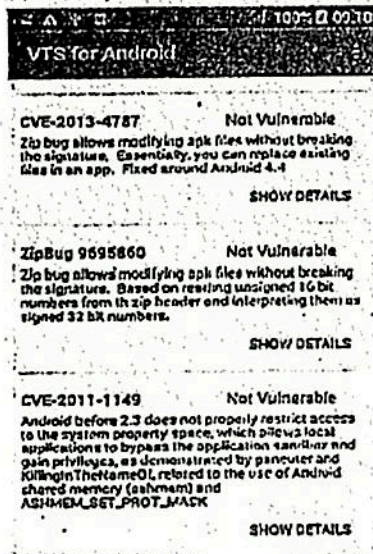 100% 00:10
VTS for Android
CVE-2013-4787 Not Vulnerable
Zip bug allows modifying apk files without breaking
the signature, Essentially, you can replace existing
files in an app. Fixed around Android 4.4
SHOW DETAILS
ZipBug 9695860 Not Vulnerable
Zip bug allows modifying apk files without breaking
the signature. Based on reading unsigned 16 bit
numbers from th zip header and interpreting them as
signed 32 bit numbers.
SHOW DETAILS
CVE-2011-1149 Not Vulnerable
Android before 2.3 does not properly restrict access
to the system property space, which allows local
applications to bypass the application sandbox and
gain privileges, as demonstrated by psneuter and
KillingInTheNameOf, related to the use of Android
shared memory (ashmem) and
ASHMEM_SET_PROT_MASK
SHOW DETAILS